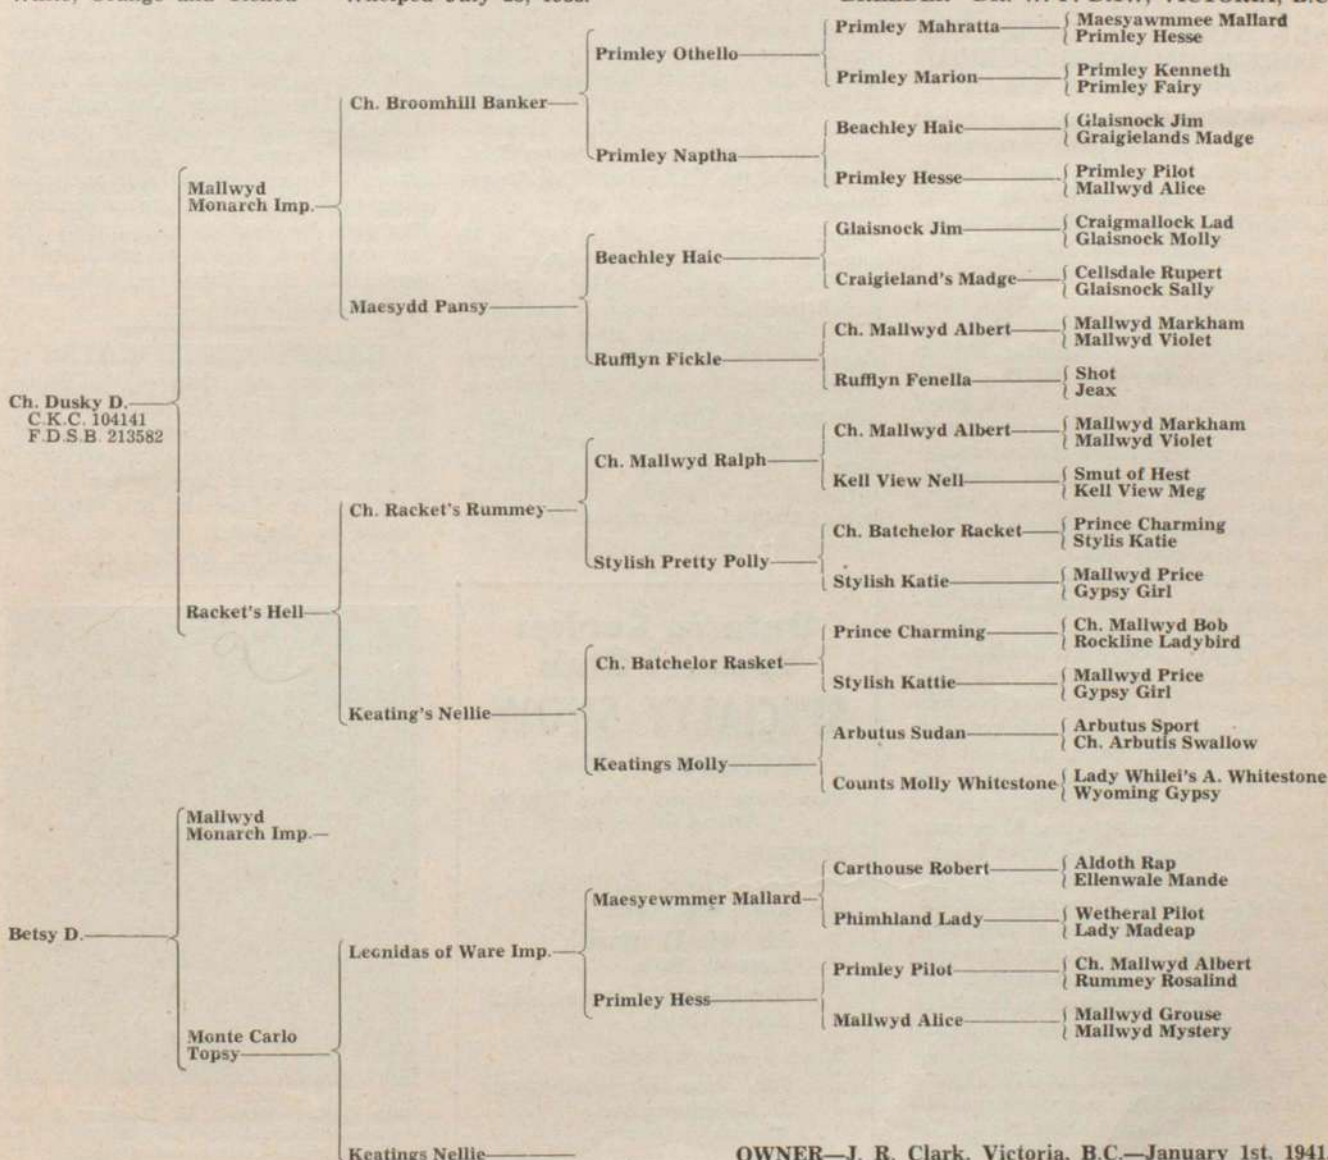 Primley Mahratta
Maesyawmmee Mallard
Primley Hesse
Primley Othello
Primley Marion
Primley Kenneth
Primley Fairy
Ch. Broomhill Banker
Beachley Haic
Glaisnock Jim
Graigielands Madge
Primley Naptha
Primley Hesse
Primley Pilot
Mallwyd Alice
Mallwyd
Monarch Imp.
Glaisnock Jim
Craigmallock Lad
Glaisnock Molly
Beachley Haic
Craigieland's Madge
Cellsdale Rupert
Glaisnock Sally
Maesydd Pansy
Ch. Mallwyd Albert
Mallwyd Markham
Mallwyd Violet
Rufflyn Fickle
Rufflyn Fenella
Shot
Jeax
Ch. Dusky D.
C.K.C. 104141
F.D.S.B. 213582
Ch. Mallwyd Albert
Mallwyd Markham
Mallwyd Violet
Ch. Mallwyd Ralph
Kell View Nell
Smut of Hest
Kell View Meg
Ch. Racket's Rummey
Ch. Batchelor Racket
Prince Charming
Stylis Katie
Stylish Pretty Polly
Stylish Katie
Mallwyd Price
Gypsy Girl
Racket's Hell
Prince Charming
Ch. Mallwyd Bob
Rockline Ladybird
Ch. Batchelor Rasket
Stylish Kattie
Mallwyd Price
Gypsy Girl
Keating's Nellie
Arbutus Sudan
Arbutus Sport
Ch. Arbutis Swallow
Keatings Molly
Counts Molly Whitestone
Lady Whilei's A. Whitestone
Wyoming Gypsy
Mallwyd
Monarch Imp.
Carthouse Robert
Aldoth Rap
Ellenwale Mande
Maesyewmmer Mallard
Phimhland Lady
Wetheral Pilot
Lady Madeap
Betsy D.
Leonidas of Ware Imp.
Primley Pilot
Ch. Mallwyd Albert
Rummey Rosalind
Primley Hess
Mallwyd Alice
Mallwyd Grouse
Mallwyd Mystery
Monte Carlo
Topsy
Keatings Nellie
OWNER—J. R. Clark, Victoria, B.C.—January 1st, 1941.